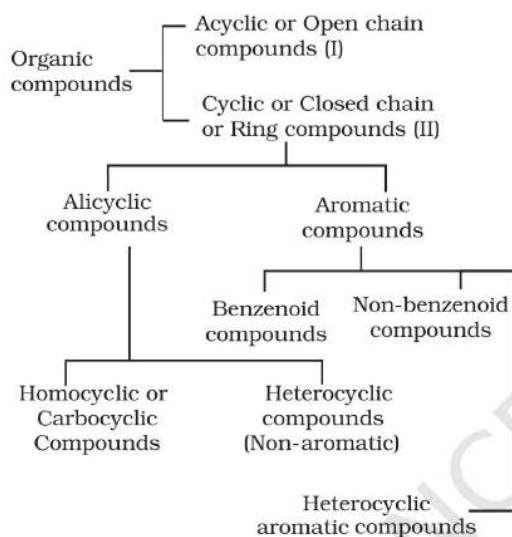 Acyclic or Open chain
compounds (I)
Organic
compounds
Cyclic or Closed chain
or Ring compounds (II)
Alicyclic
compounds
Aromatic
compounds
Benzenoid
compounds
Non-benzenoid
compounds
Homocyclic or
Carbocyclic
Compounds
Heterocyclic
compounds
(Non-aromatic)
Heterocyclic
aromatic compounds